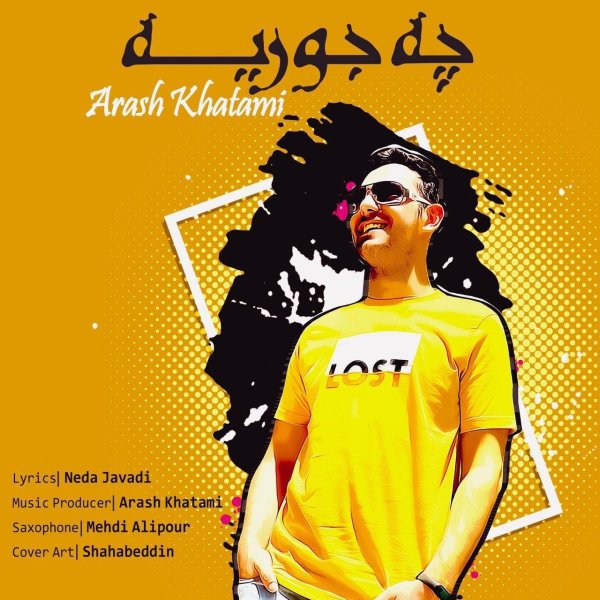 چه جوریه
Arash Khatami
LOST
Lyrics| Neda Javadi
Music Producer| Arash Khatami
Saxophone| Mehdi Alipour
Cover Art| Shahabeddin